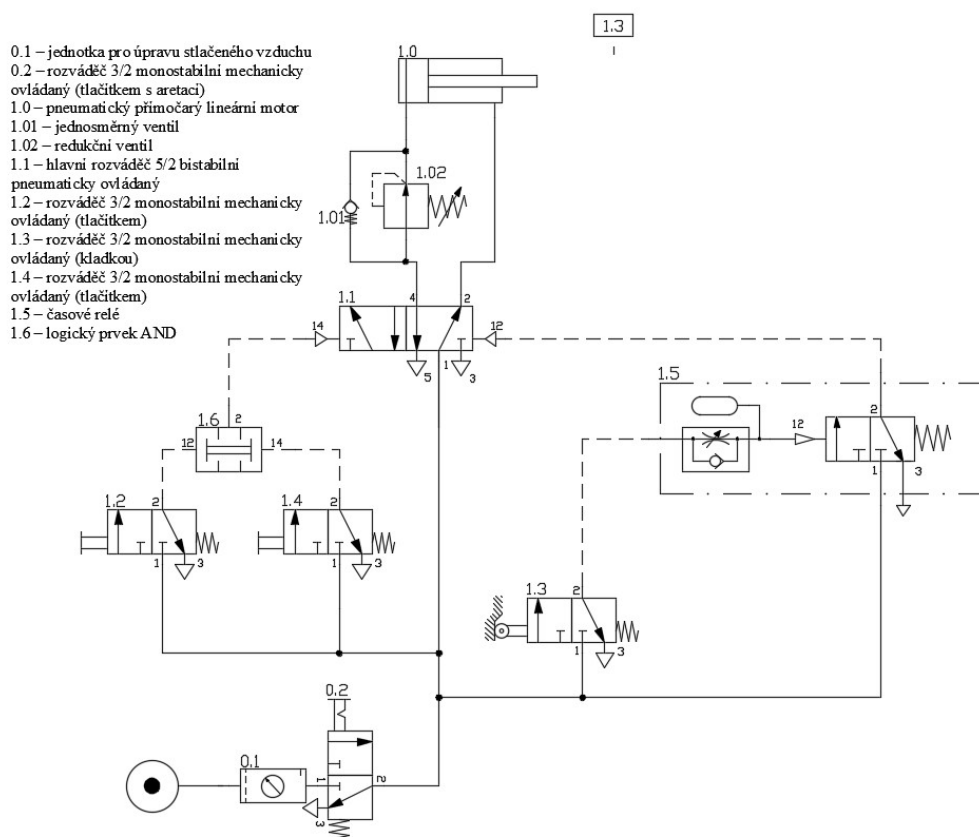 0.1 – jednotka pro úpravu stlačeného vzduchu
0.2 – rozváděč 3/2 monostabilní mechanicky
ovládaný (tlačítkem s aretací)
1.0 – pneumatický přímočarý lineární motor
1.01 – jednosměrný ventil
1.02 – redukční ventil
1.1 – hlavní rozváděč 5/2 bistabilní
pneumaticky ovládaný
1.2 – rozváděč 3/2 monostabilní mechanicky
ovládaný (tlačítkem)
1.3 – rozváděč 3/2 monostabilní mechanicky
ovládaný (kladkou)
1.4 – rozváděč 3/2 monostabilní mechanicky
ovládaný (tlačítkem)
1.5 – časové relé
1.6 – logický prvek AND
1.3
1.0
1.02
1.01
1.1
4
2
14
12
5
1
3
1.5
2
12
1
3
1.6
2
12
14
1.2
2
1
3
1.4
2
1
3
1.3
2
1
3
0.2
0.1
1
2
3